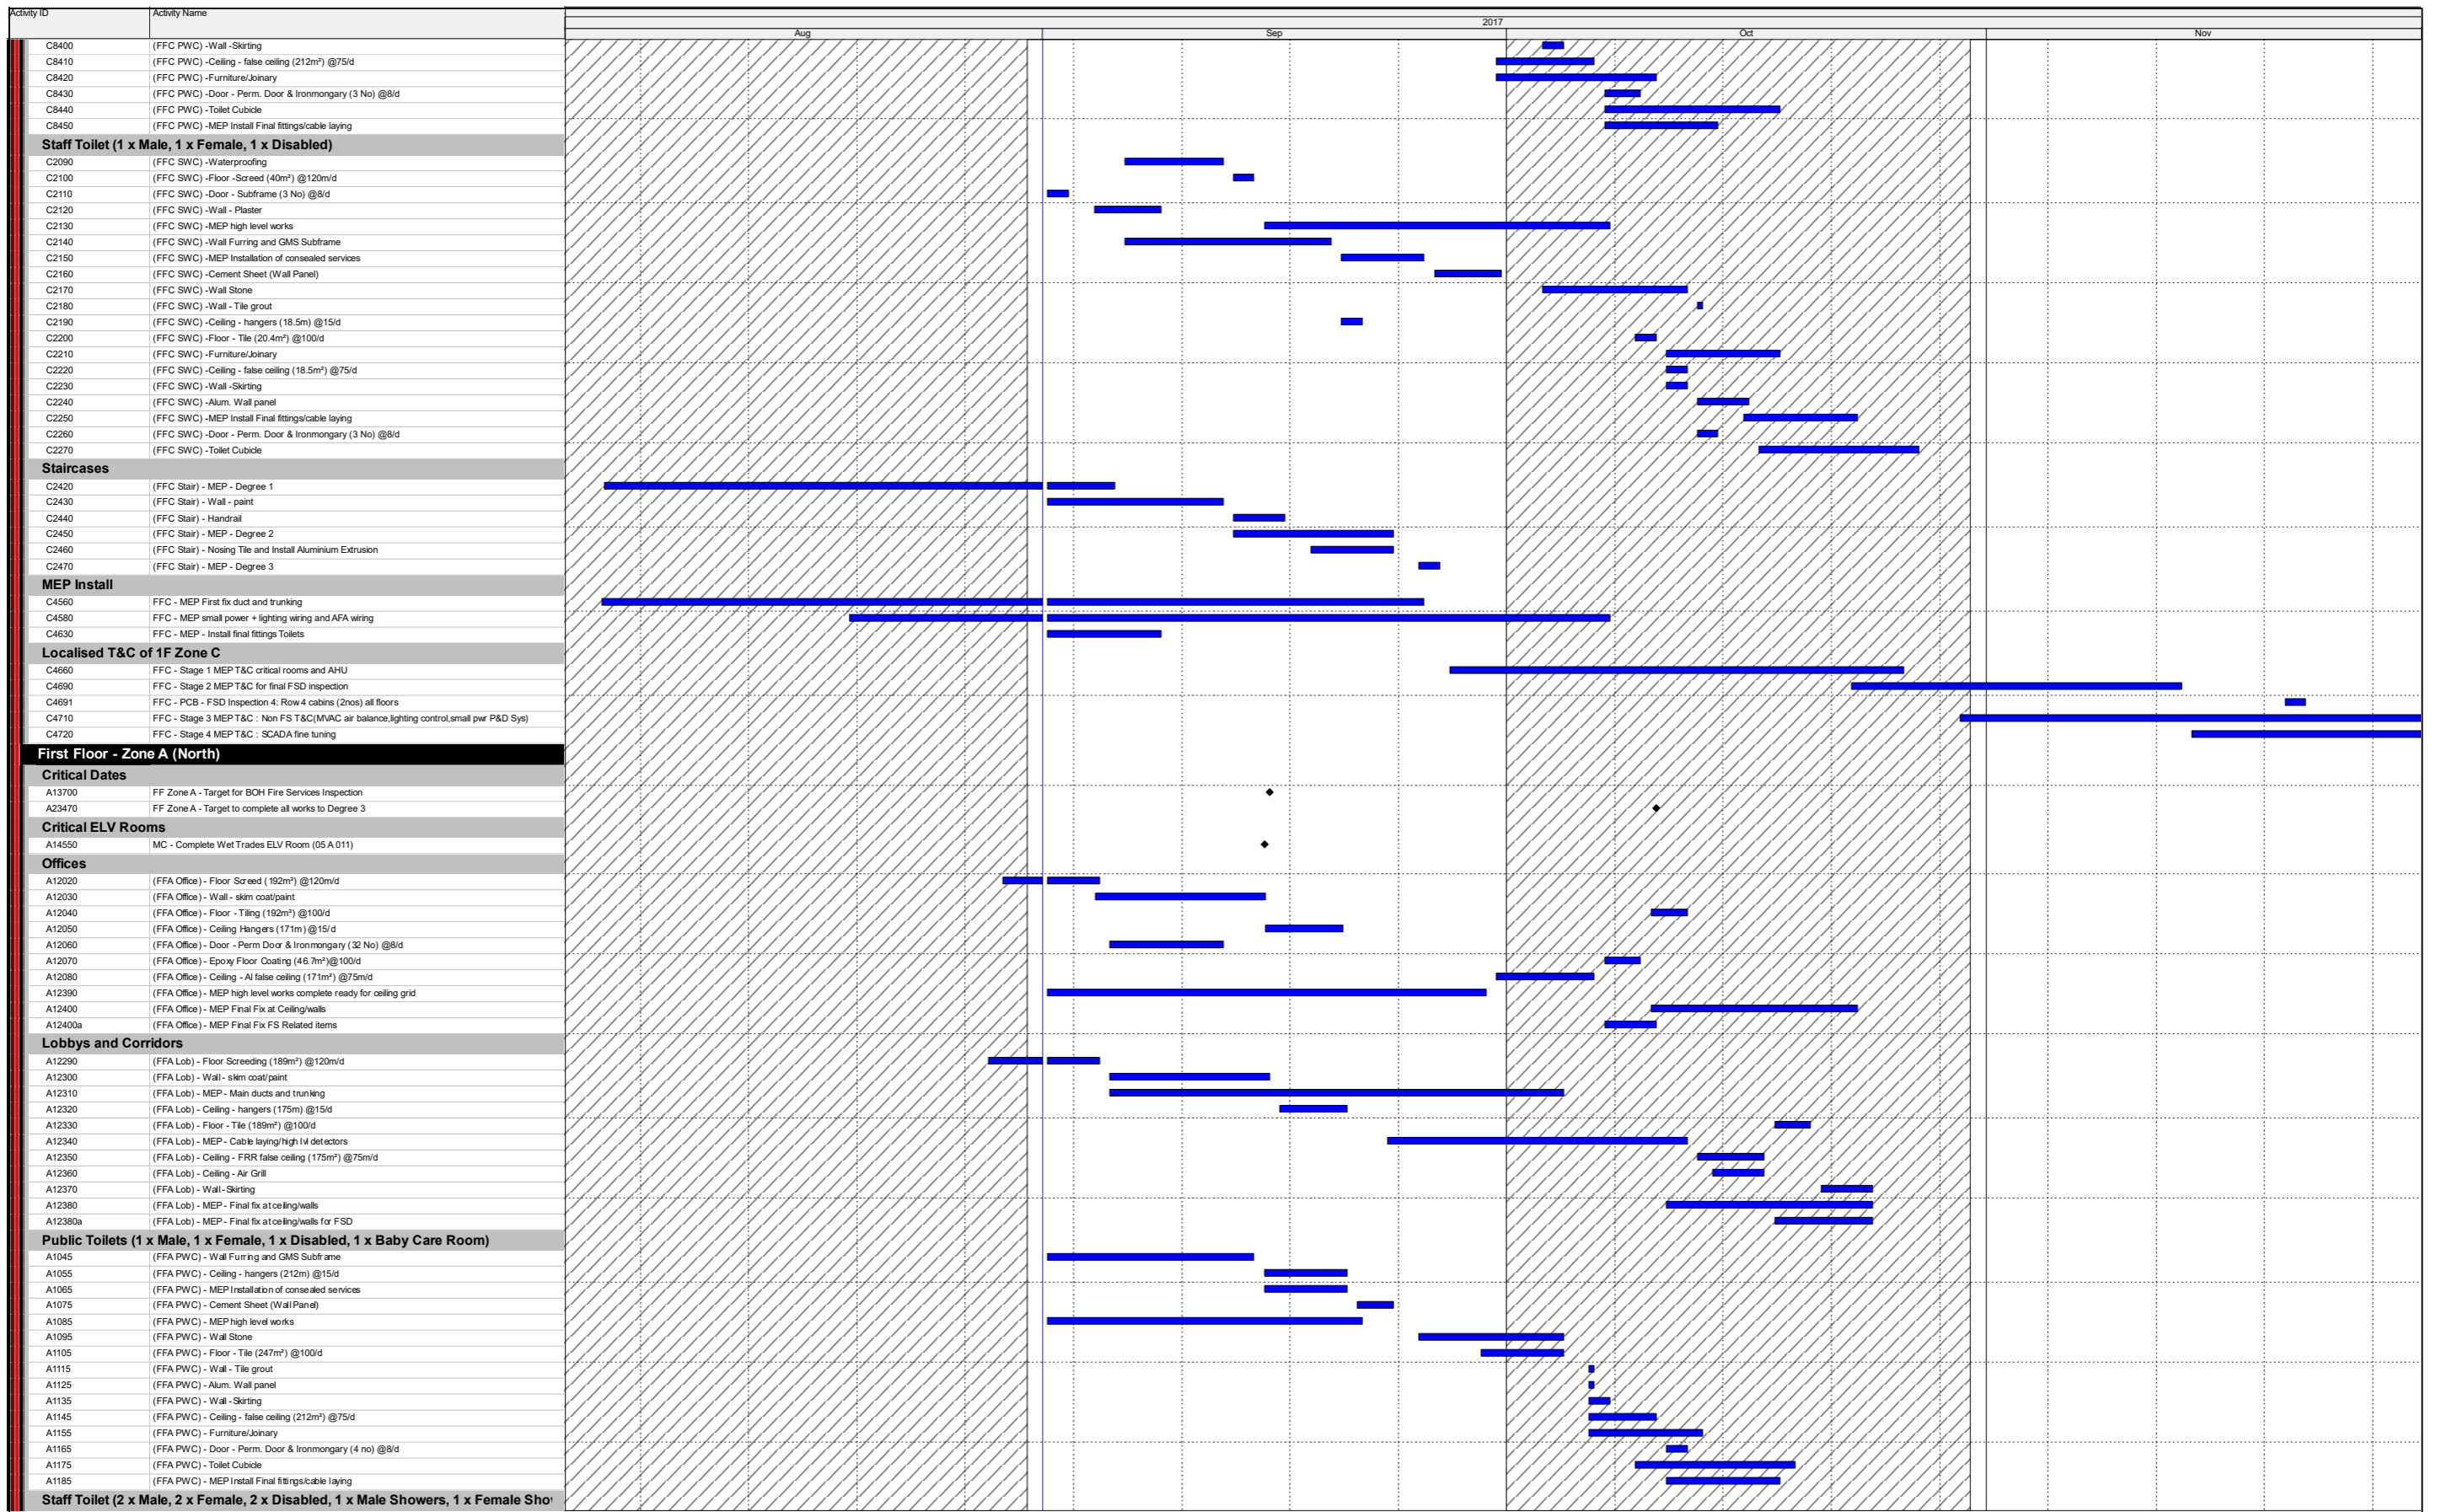 Activity ID Activity Name
2017
Aug Sep Oct Nov
C8400 (FFC PWC) -Wall -Skirting
C8410 (FFC PWC) -Ceiling - false ceiling (212m²) @75/d
C8420 (FFC PWC) -Furniture/Joinary
C8430 (FFC PWC) -Door - Perm. Door & Ironmongary (3 No) @8/d
C8440 (FFC PWC) -Toilet Cubicle
C8450 (FFC PWC) -MEP Install Final fittings/cable laying
Staff Toilet (1 x Male, 1 x Female, 1 x Disabled)
C2090 (FFC SWC) -Waterproofing
C2100 (FFC SWC) -Floor -Screed (40m²) @120m/d
C2110 (FFC SWC) -Door - Subframe (3 No) @8/d
C2120 (FFC SWC) -Wall - Plaster
C2130 (FFC SWC) -MEP high level works
C2140 (FFC SWC) -Wall Furring and GMS Subframe
C2150 (FFC SWC) -MEP Installation of consealed services
C2160 (FFC SWC) -Cement Sheet (Wall Panel)
C2170 (FFC SWC) -Wall Stone
C2180 (FFC SWC) -Wall - Tile grout
C2190 (FFC SWC) -Ceiling - hangers (18.5m) @15/d
C2200 (FFC SWC) -Floor - Tile (20.4m²) @100/d
C2210 (FFC SWC) -Furniture/Joinary
C2220 (FFC SWC) -Ceiling - false ceiling (18.5m²) @75/d
C2230 (FFC SWC) -Wall -Skirting
C2240 (FFC SWC) -Alum. Wall panel
C2250 (FFC SWC) -MEP Install Final fittings/cable laying
C2260 (FFC SWC) -Door - Perm. Door & Ironmongary (3 No) @8/d
C2270 (FFC SWC) -Toilet Cubicle
Staircases
C2420 (FFC Stair) - MEP - Degree 1
C2430 (FFC Stair) - Wall - paint
C2440 (FFC Stair) - Handrail
C2450 (FFC Stair) - MEP - Degree 2
C2460 (FFC Stair) - Nosing Tile and Install Aluminium Extrusion
C2470 (FFC Stair) - MEP - Degree 3
MEP Install
C4560 FFC - MEP First fix duct and trunking
C4580 FFC - MEP small power + lighting wiring and AFA wiring
C4630 FFC - MEP - Install final fittings Toilets
Localised T&C of 1F Zone C
C4660 FFC - Stage 1 MEP T&C critical rooms and AHU
C4690 FFC - Stage 2 MEP T&C for final FSD inspection
C4691 FFC - PCB - FSD Inspection 4: Row 4 cabins (2nos) all floors
C4710 FFC - Stage 3 MEP T&C : Non FS T&C(MVAC air balance,lighting control,small pwr P&D Sys)
C4720 FFC - Stage 4 MEP T&C : SCADA fine tuning
First Floor - Zone A (North)
Critical Dates
A13700 FF Zone A - Target for BOH Fire Services Inspection
A23470 FF Zone A - Target to complete all works to Degree 3
Critical ELV Rooms
A14550 MC - Complete Wet Trades ELV Room (05 A 011)
Offices
A12020 (FFA Office) - Floor Screed (192m²) @120m/d
A12030 (FFA Office) - Wall - skim coat/paint
A12040 (FFA Office) - Floor - Tiling (192m²) @100/d
A12050 (FFA Office) - Ceiling Hangers (171m) @15/d
A12060 (FFA Office) - Door - Perm Door & Ironmongary (32 No) @8/d
A12070 (FFA Office) - Epoxy Floor Coating (46.7m²)@100/d
A12080 (FFA Office) - Ceiling - Al false ceiling (171m²) @75m/d
A12390 (FFA Office) - MEP high level works complete ready for ceiling grid
A12400 (FFA Office) - MEP Final Fix at Ceiling/walls
A12400a (FFA Office) - MEP Final Fix FS Related items
Lobbys and Corridors
A12290 (FFA Lob) - Floor Screeding (189m²) @120m/d
A12300 (FFA Lob) - Wall - skim coat/paint
A12310 (FFA Lob) - MEP - Main ducts and trunking
A12320 (FFA Lob) - Ceiling - hangers (175m) @15/d
A12330 (FFA Lob) - Floor - Tile (189m²) @100/d
A12340 (FFA Lob) - MEP - Cable laying/high lvl detectors
A12350 (FFA Lob) - Ceiling - FRR false ceiling (175m²) @75m/d
A12360 (FFA Lob) - Ceiling - Air Grill
A12370 (FFA Lob) - Wall -Skirting
A12380 (FFA Lob) - MEP - Final fix at ceiling/walls
A12380a (FFA Lob) - MEP - Final fix at ceiling/walls for FSD
Public Toilets (1 x Male, 1 x Female, 1 x Disabled, 1 x Baby Care Room)
A1045 (FFA PWC) - Wall Furring and GMS Subframe
A1055 (FFA PWC) - Ceiling - hangers (212m) @15/d
A1065 (FFA PWC) - MEP Installation of consealed services
A1075 (FFA PWC) - Cement Sheet (Wall Panel)
A1085 (FFA PWC) - MEP high level works
A1095 (FFA PWC) - Wall Stone
A1105 (FFA PWC) - Floor - Tile (247m²) @100/d
A1115 (FFA PWC) - Wall - Tile grout
A1125 (FFA PWC) - Alum. Wall panel
A1135 (FFA PWC) - Wall -Skirting
A1145 (FFA PWC) - Ceiling - false ceiling (212m²) @75/d
A1155 (FFA PWC) - Furniture/Joinary
A1165 (FFA PWC) - Door - Perm. Door & Ironmongary (4 no) @8/d
A1175 (FFA PWC) - Toilet Cubicle
A1185 (FFA PWC) - MEP Install Final fittings/cable laying
Staff Toilet (2 x Male, 2 x Female, 2 x Disabled, 1 x Male Showers, 1 x Female Sho